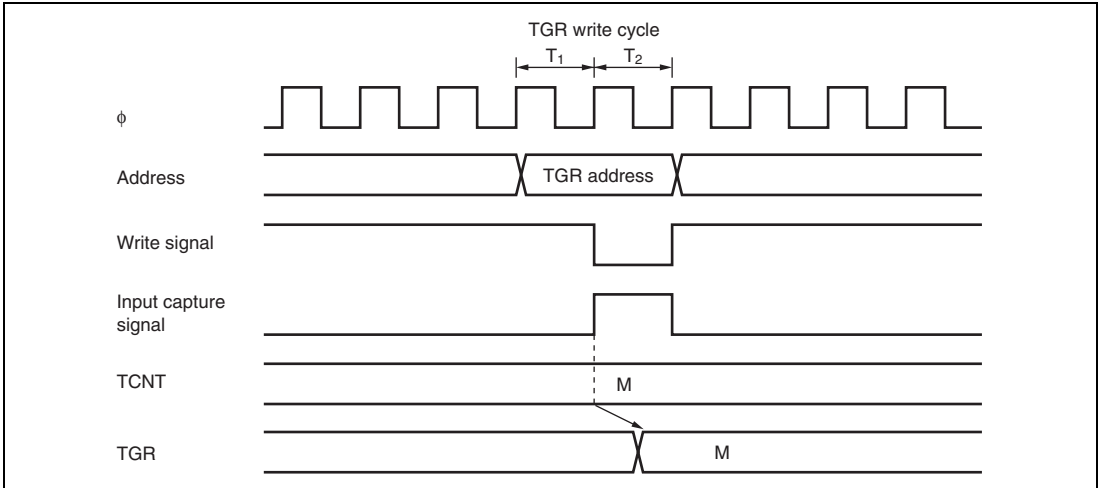 TGR write cycle
T1 T2
ϕ
Address
TGR address
Write signal
Input capture
signal
TCNT
M
TGR
M